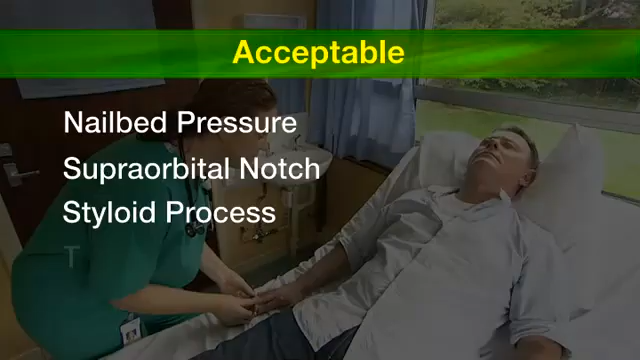 Acceptable
Nailbed Pressure
Supraorbital Notch
Styloid Process
T